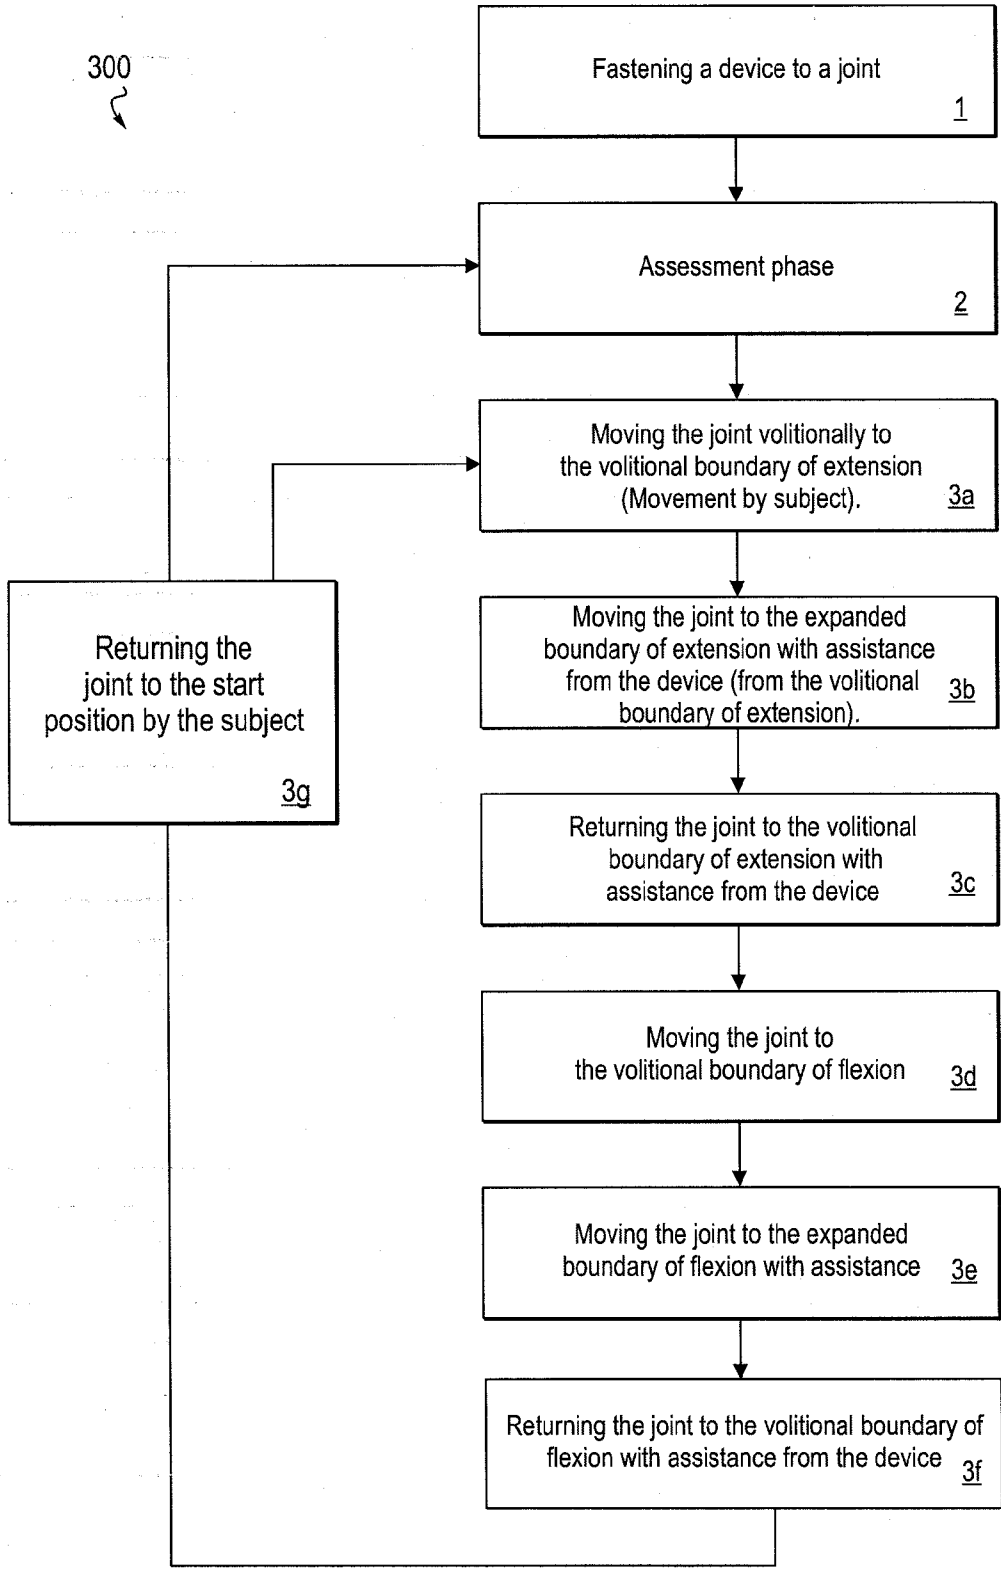 300
Fastening a device to a joint
1
Assessment phase
2
Moving the joint volitionally to
the volitional boundary of extension
(Movement by subject).
3a
Moving the joint to the expanded
boundary of extension with assistance
from the device (from the volitional
boundary of extension).
3b
Returning the joint to the volitional
boundary of extension with
assistance from the device
3c
Moving the joint to
the volitional boundary of flexion
3d
Moving the joint to the expanded
boundary of flexion with assistance
3e
Returning the joint to the volitional boundary of
flexion with assistance from the device
3f
Returning the
joint to the start
position by the subject
3g